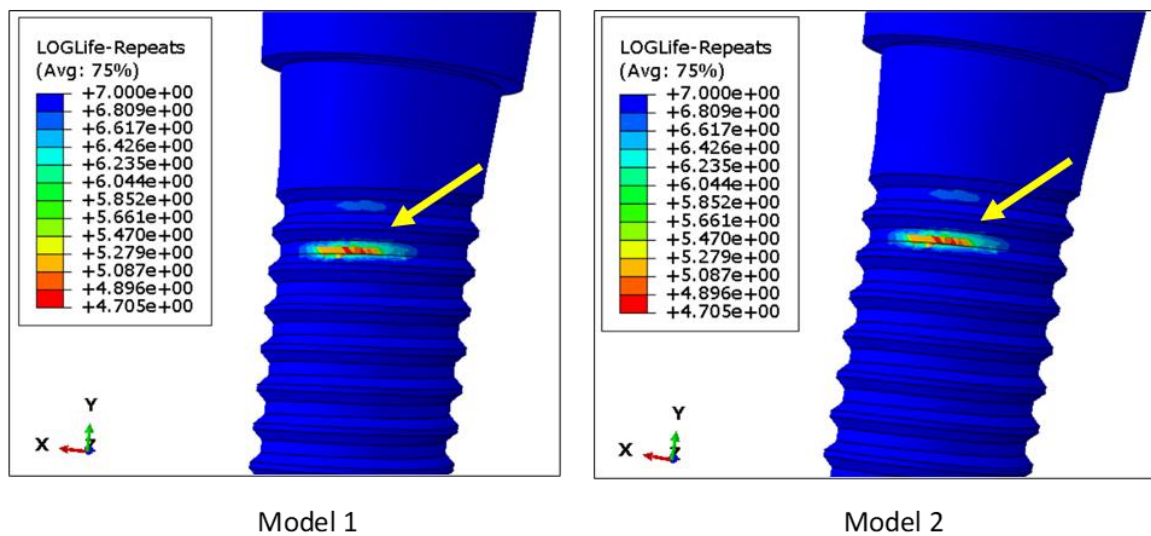 LOGLife-Repeats
(Avg: 75%)
+7.000e+00
+6.809e+00
+6.617e+00
+6.426e+00
+6.235e+00
+6.044e+00
+5.852e+00
+5.661e+00
+5.470e+00
+5.279e+00
+5.087e+00
+4.896e+00
+4.705e+00
Y
X
Z
Model 1
LOGLife-Repeats
(Avg: 75%)
+7.000e+00
+6.809e+00
+6.617e+00
+6.426e+00
+6.235e+00
+6.044e+00
+5.852e+00
+5.661e+00
+5.470e+00
+5.279e+00
+5.087e+00
+4.896e+00
+4.705e+00
Y
X
Z
Model 2